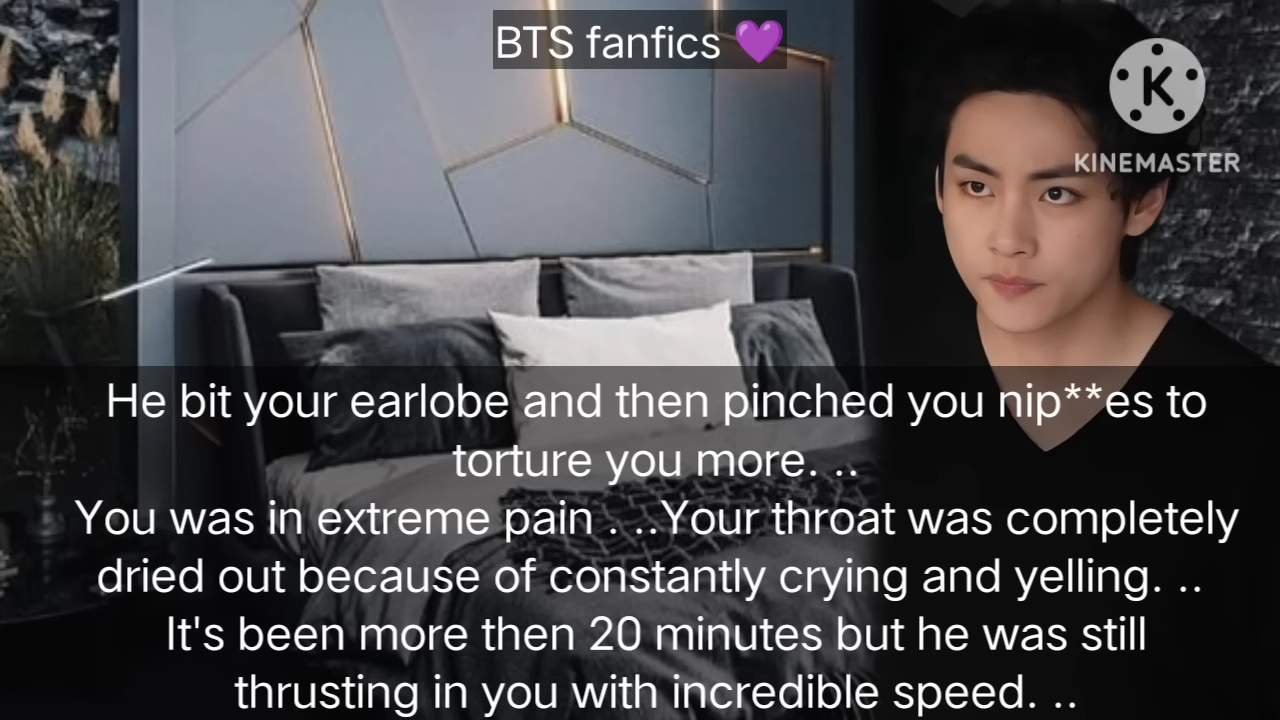 BTS fanfics 💜
K
KINEMASTER
He bit your earlobe and then pinched you nip**es to
torture you more. ..
You was in extreme pain . ..Your throat was completely
dried out because of constantly crying and yelling. ..
It's been more then 20 minutes but he was still
thrusting in you with incredible speed. ..